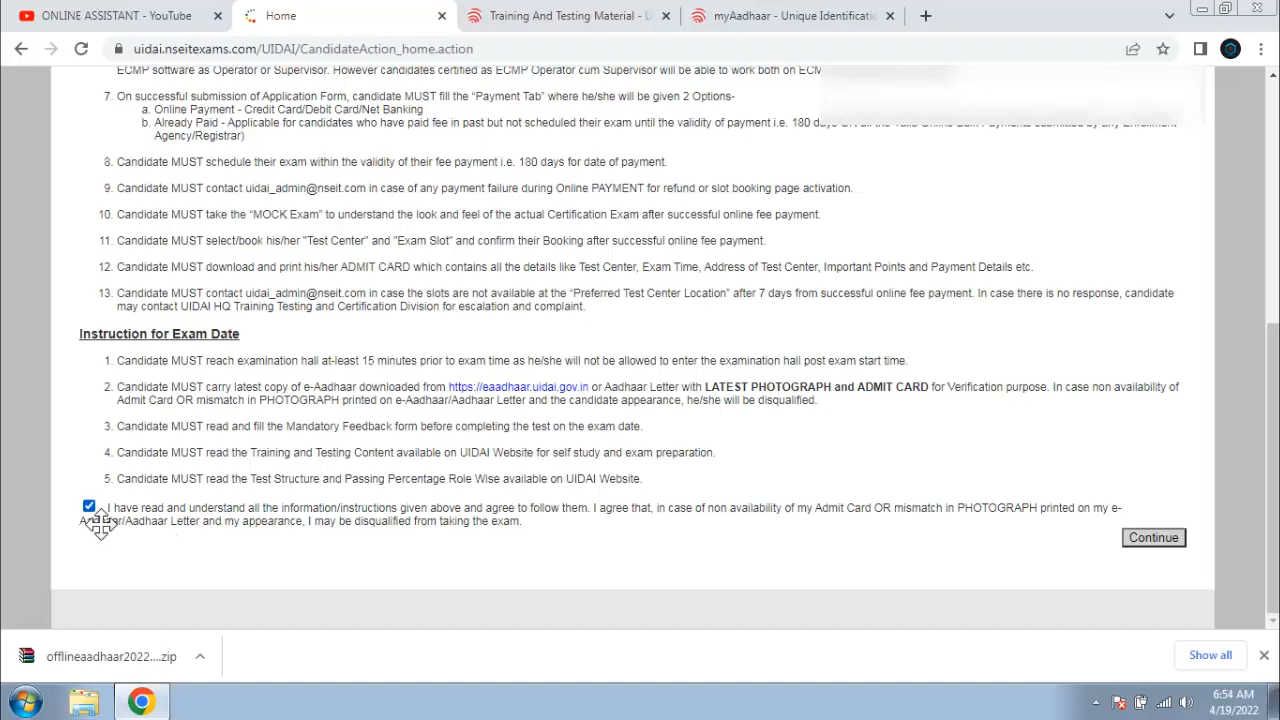 ONLINE ASSISTANT - YouTube
Home
Training And Testing Material - U
myAadhaar - Unique Identificatio
uidai.nseitexams.com/UIDAI/CandidateAction_home.action
ECMP software as Operator or Supervisor. However candidates certified as ECMP Operator cum Supervisor will be able to work both on ECM
7. On successful submission of Application Form, candidate MUST fill the “Payment Tab” where he/she will be given 2 Options-
a. Online Payment - Credit Card/Debit Card/Net Banking
b. Already Paid - Applicable for candidates who have paid fee in past but not scheduled their exam until the validity of payment i.e. 180 days OR all the Valid Online Bulk Payments submitted by any Enrollment
Agency/Registrar)
8. Candidate MUST schedule their exam within the validity of their fee payment i.e. 180 days for date of payment.
9. Candidate MUST contact uidai_admin@nseit.com in case of any payment failure during Online PAYMENT for refund or slot booking page activation.
10. Candidate MUST take the “MOCK Exam” to understand the look and feel of the actual Certification Exam after successful online fee payment.
11. Candidate MUST select/book his/her "Test Center" and "Exam Slot" and confirm their Booking after successful online fee payment.
12. Candidate MUST download and print his/her ADMIT CARD which contains all the details like Test Center, Exam Time, Address of Test Center, Important Points and Payment Details etc.
13. Candidate MUST contact uidai_admin@nseit.com in case the slots are not available at the “Preferred Test Center Location” after 7 days from successful online fee payment. In case there is no response, candidate
may contact UIDAI HQ Training Testing and Certification Division for escalation and complaint.
Instruction for Exam Date
1. Candidate MUST reach examination hall at-least 15 minutes prior to exam time as he/she will not be allowed to enter the examination hall post exam start time.
2. Candidate MUST carry latest copy of e-Aadhaar downloaded from https://eaadhaar.uidai.gov.in or Aadhaar Letter with LATEST PHOTOGRAPH and ADMIT CARD for Verification purpose. In case non availability of
Admit Card OR mismatch in PHOTOGRAPH printed on e-Aadhaar/Aadhaar Letter and the candidate appearance, he/she will be disqualified.
3. Candidate MUST read and fill the Mandatory Feedback form before completing the test on the exam date.
4. Candidate MUST read the Training and Testing Content available on UIDAI Website for self study and exam preparation.
5. Candidate MUST read the Test Structure and Passing Percentage Role Wise available on UIDAI Website.
I have read and understand all the information/instructions given above and agree to follow them. I agree that, in case of non availability of my Admit Card OR mismatch in PHOTOGRAPH printed on my e-
Aadhaar/Aadhaar Letter and my appearance, I may be disqualified from taking the exam.
Continue
offlineaadhaar2022....zip
Show all
6:54 AM
4/19/2022